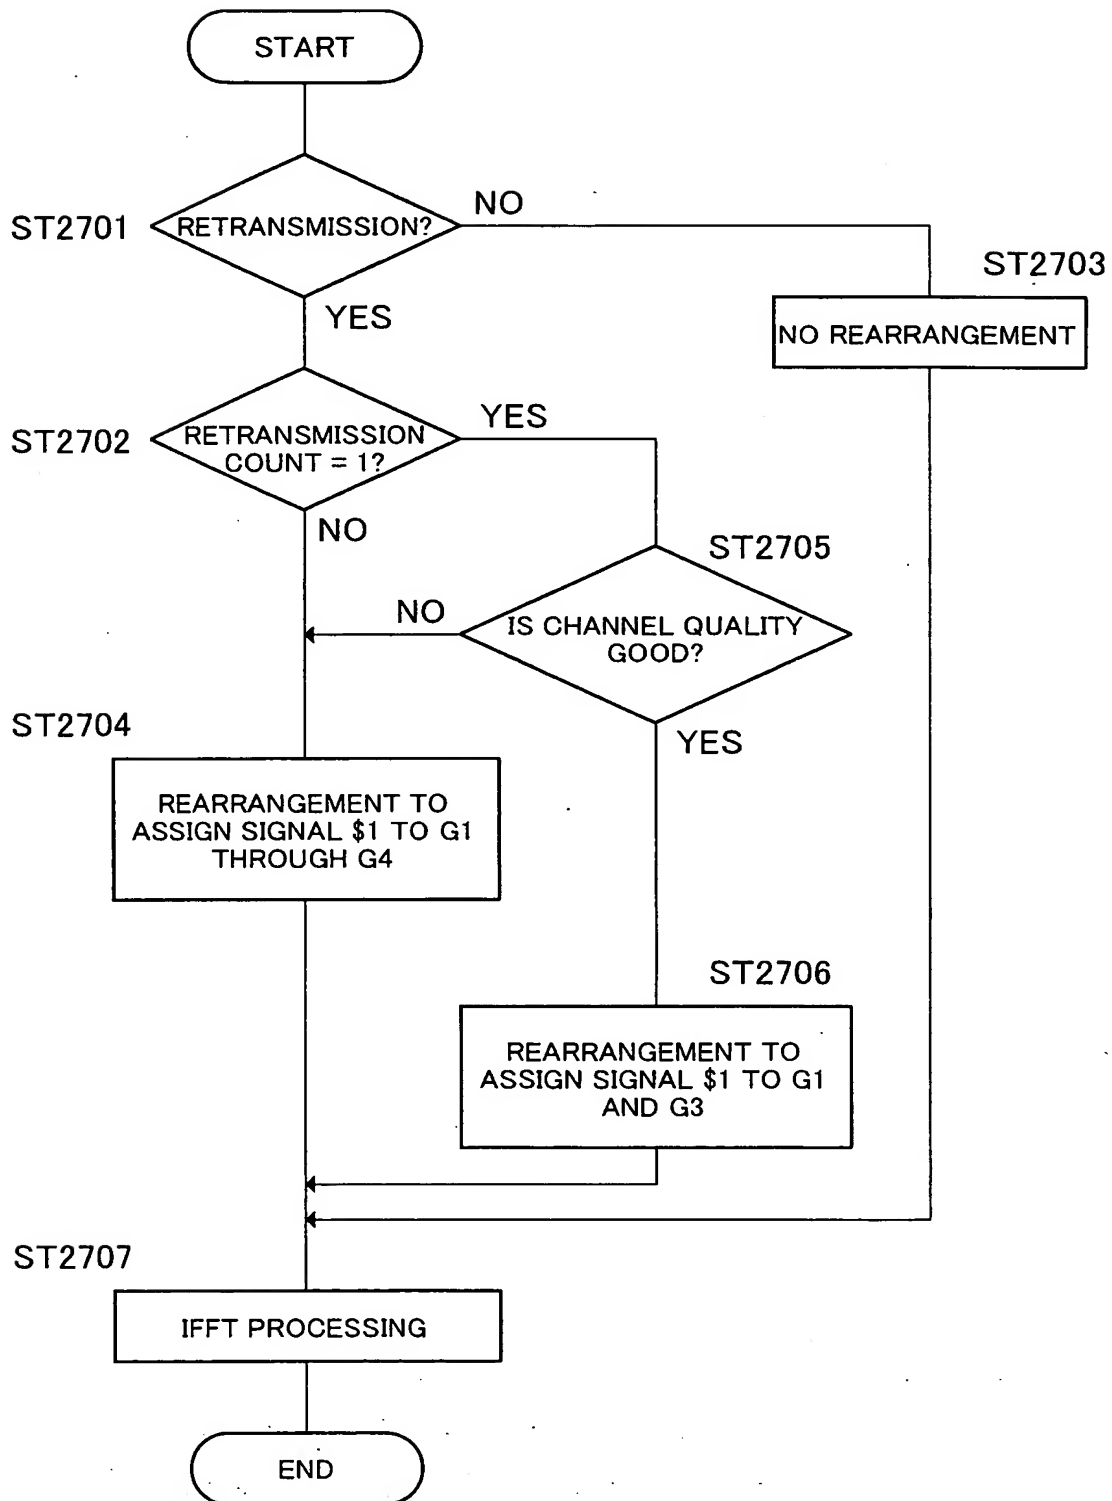 START
ST2701
RETRANSMISSION?
NO
ST2703
NO REARRANGEMENT
YES
ST2702
RETRANSMISSION
COUNT = 1?
YES
NO
ST2705
IS CHANNEL QUALITY
GOOD?
NO
YES
ST2704
REARRANGEMENT TO
ASSIGN SIGNAL $1 TO G1
THROUGH G4
ST2706
REARRANGEMENT TO
ASSIGN SIGNAL $1 TO G1
AND G3
ST2707
IFFT PROCESSING
END